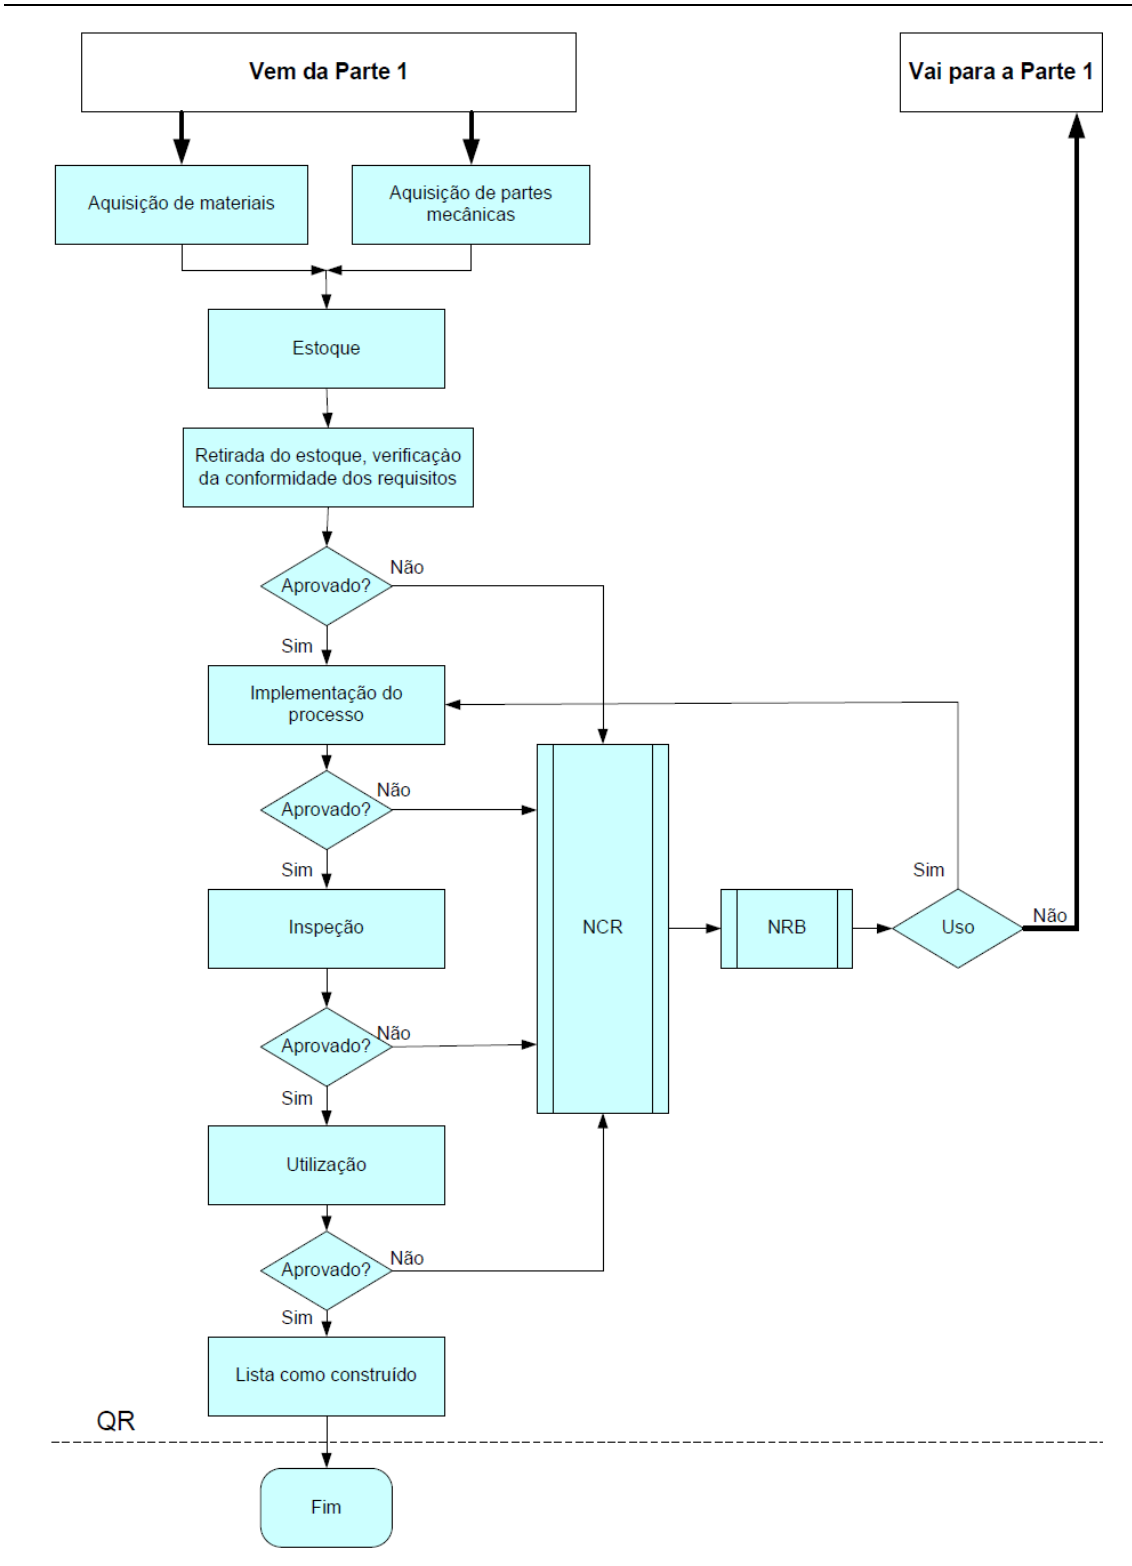 Vem da Parte 1
Vai para a Parte 1
Aquisição de materiais
Aquisição de partes
mecânicas
Estoque
Retirada do estoque, verificação
da conformidade dos requisitos
Aprovado?
Não
Sim
Implementação do
processo
Aprovado?
Não
Sim
Inspeção
NCR
NRB
Sim
Uso
Não
Aprovado?
Não
Sim
Utilização
Aprovado?
Não
Sim
Lista como construído
QR
Fim